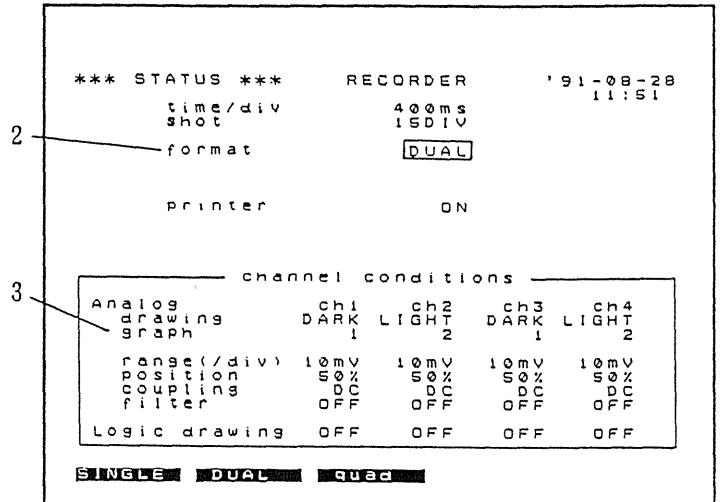 *** STATUS *** RECORDER '91-08-28
11:51
time/div 400ms
shot 15DIV
2
format DUAL
printer ON
channel conditions
3
Analog ch1 ch2 ch3 ch4
drawing DARK LIGHT DARK LIGHT
graph 1 2 1 2
range(/div) 10mV 10mV 10mV 10mV
position 50% 50% 50% 50%
coupling DC DC DC DC
filter OFF OFF OFF OFF
Logic drawing OFF OFF OFF OFF
SINGLE DUAL quad